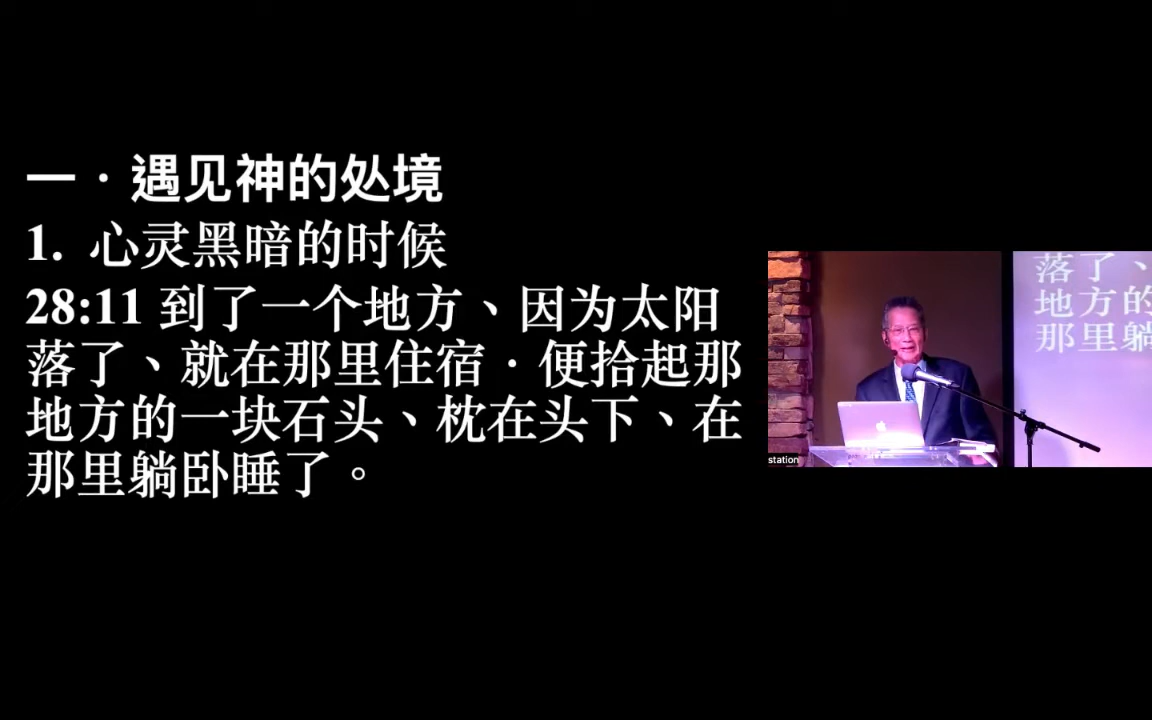 一．遇见神的处境
1. 心灵黑暗的时候
28:11 到了一个地方、因为太阳
落了、就在那里住宿．便拾起那
地方的一块石头、枕在头下、在
那里躺卧睡了。
落了、
地方的
那里躺
station